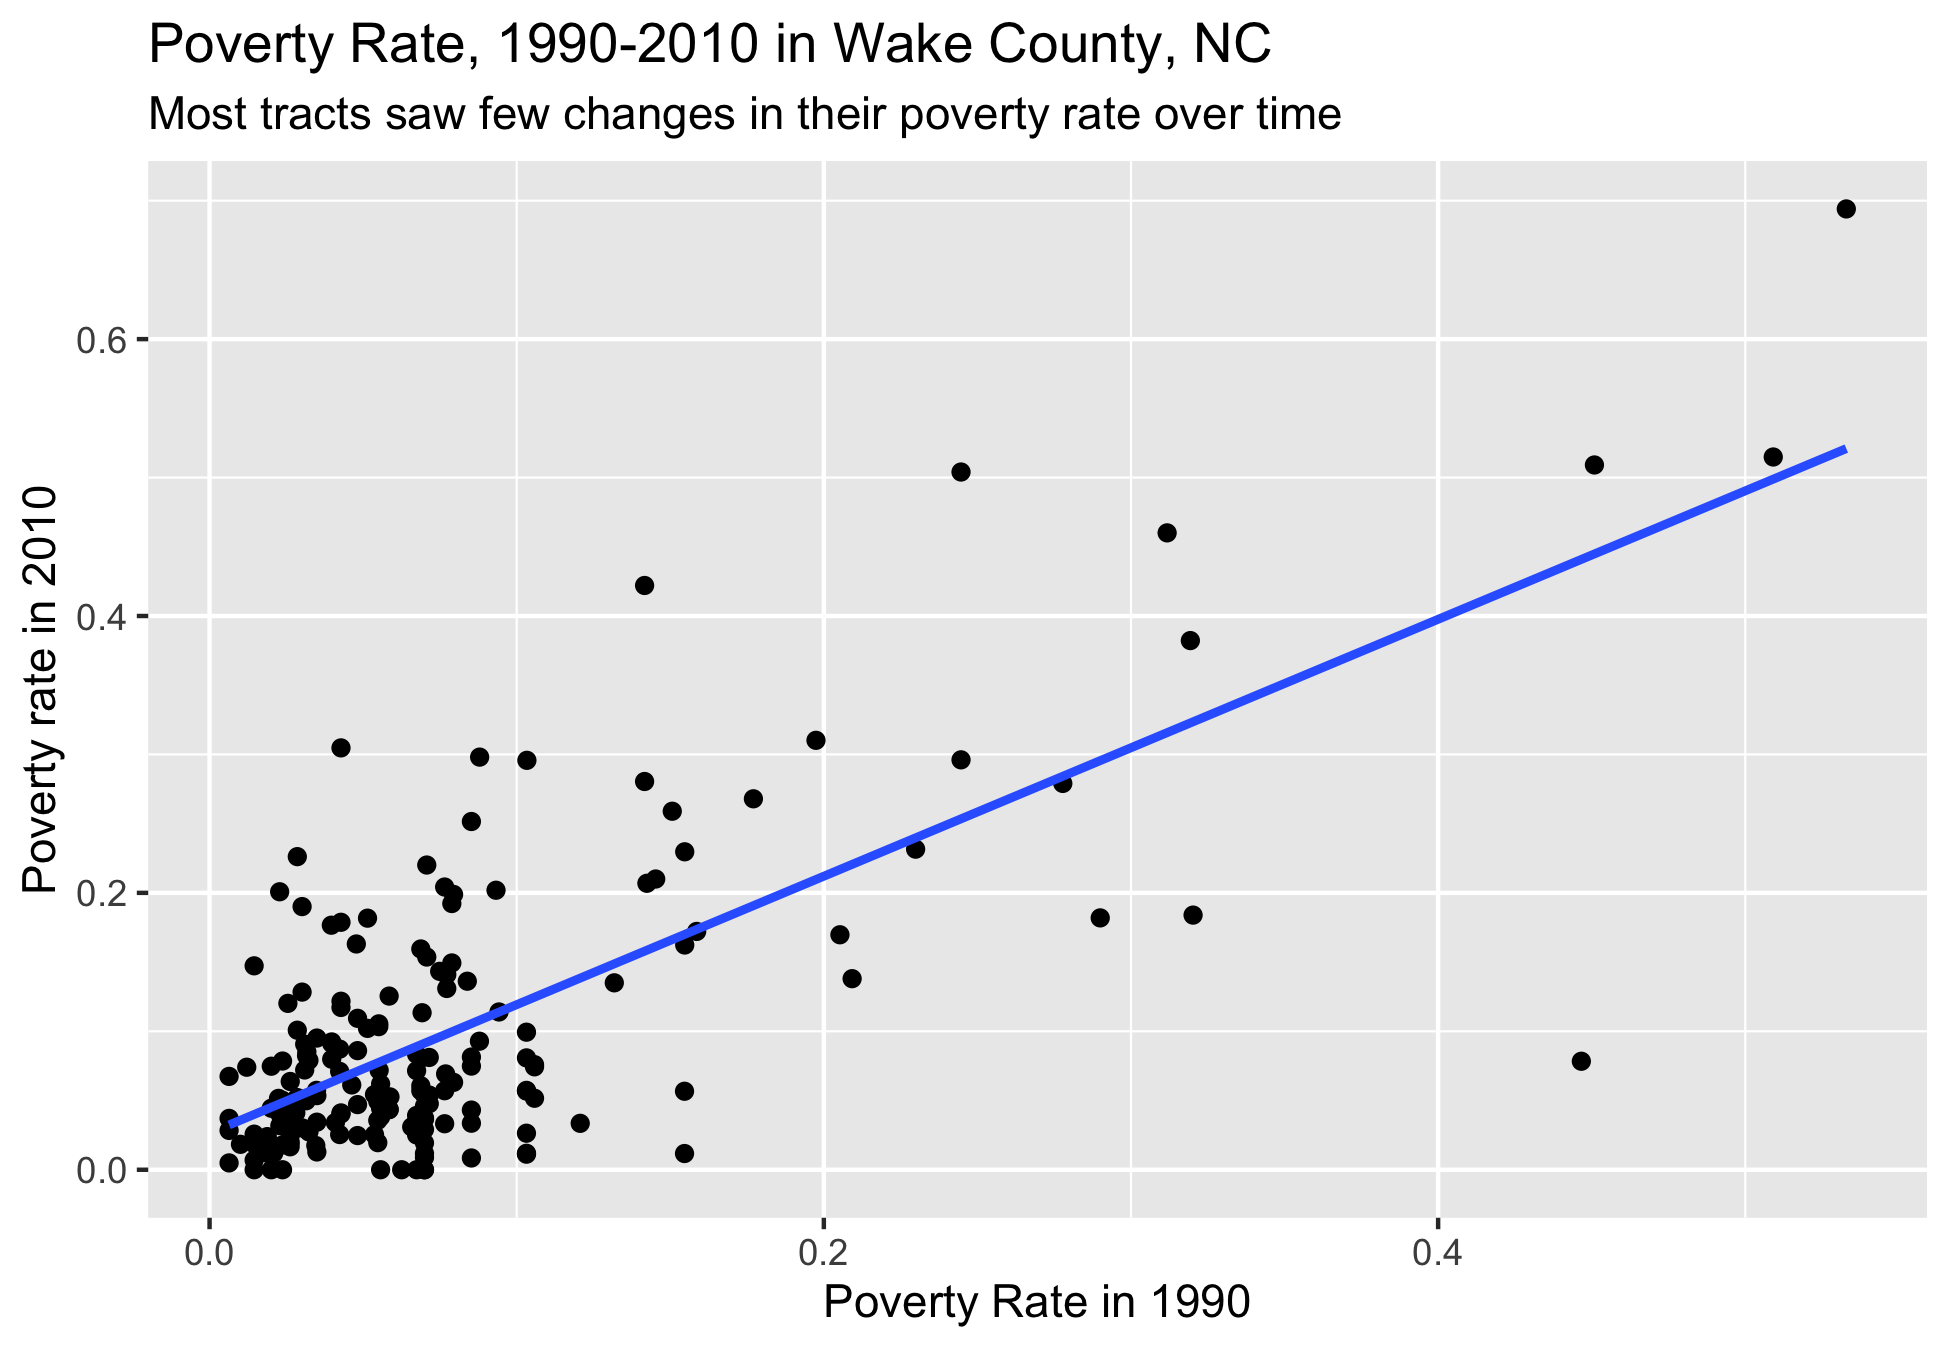 Poverty Rate, 1990-2010 in Wake County, NC
Most tracts saw few changes in their poverty rate over time
Poverty rate in 2010
0.6
0.4
0.2
0.0
0.0
0.2
0.4
Poverty Rate in 1990